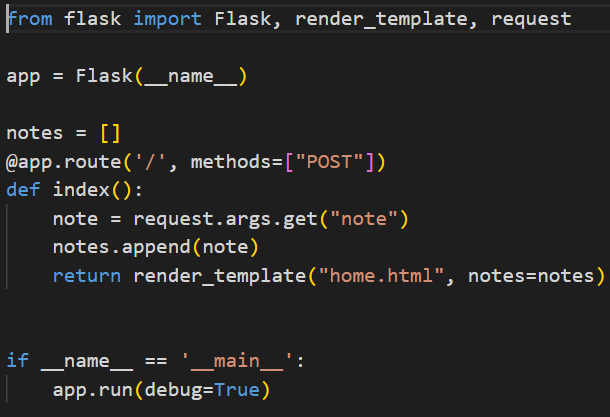 from flask import Flask, render_template, request
app = Flask(__name__)
notes = []
@app.route('/', methods=["POST"])
def index():
    note = request.args.get("note")
    notes.append(note)
    return render_template("home.html", notes=notes)
if __name__ == '__main__':
    app.run(debug=True)